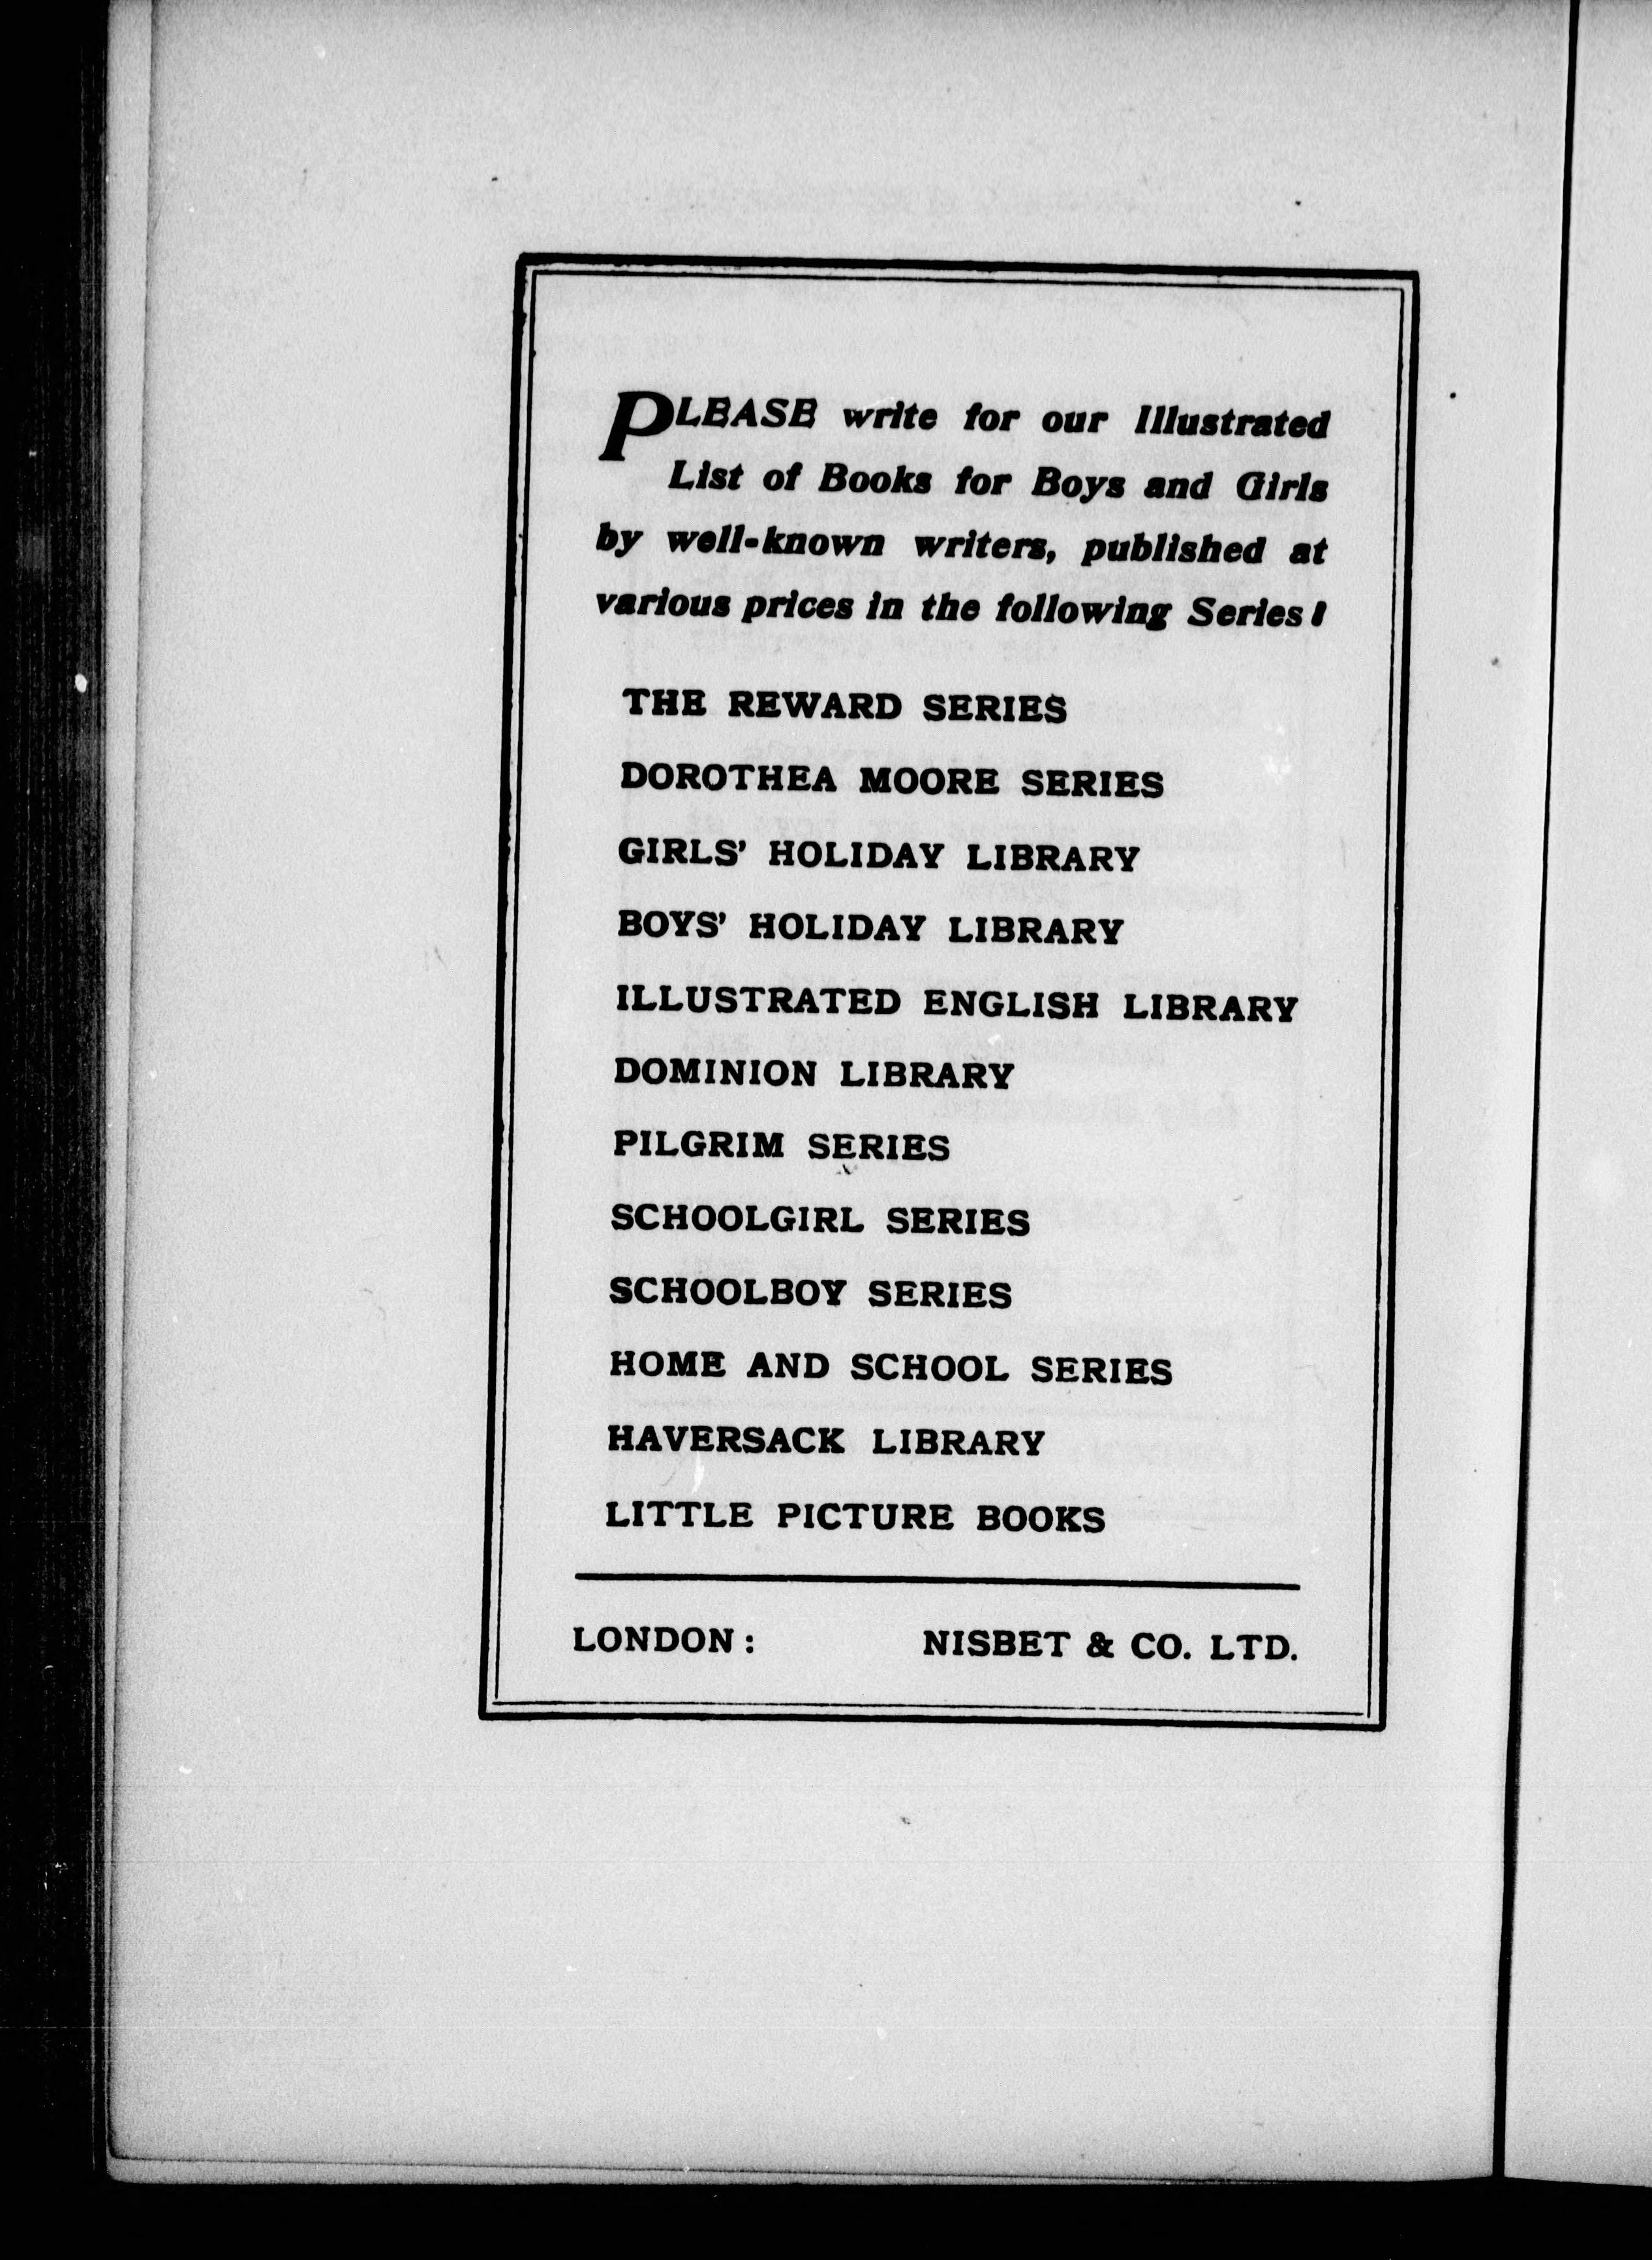 PLEASE write for our Illustrated
List of Books for Boys and Girls
by well-known writers, published at
various prices in the following Series:
THE REWARD SERIES
DOROTHEA MOORE SERIES
GIRLS' HOLIDAY LIBRARY
BOYS' HOLIDAY LIBRARY
ILLUSTRATED ENGLISH LIBRARY
DOMINION LIBRARY
PILGRIM SERIES
SCHOOLGIRL SERIES
SCHOOLBOY SERIES
HOME AND SCHOOL SERIES
HAVERSACK LIBRARY
LITTLE PICTURE BOOKS
LONDON: NISBET & CO. LTD.